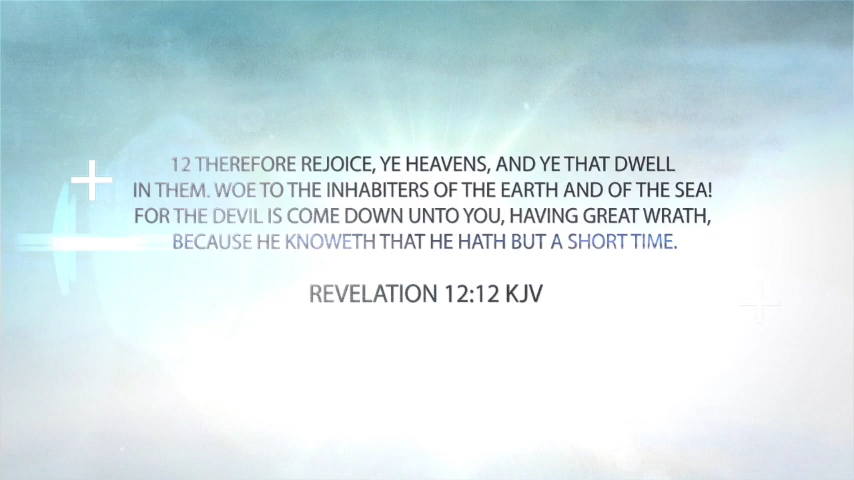 12 THEREFORE REJOICE, YE HEAVENS, AND YE THAT DWELL
IN THEM. WOE TO THE INHABITERS OF THE EARTH AND OF THE SEA!
FOR THE DEVIL IS COME DOWN UNTO YOU, HAVING GREAT WRATH,
BECAUSE HE KNOWETH THAT HE HATH BUT A SHORT TIME.
REVELATION 12:12 KJV